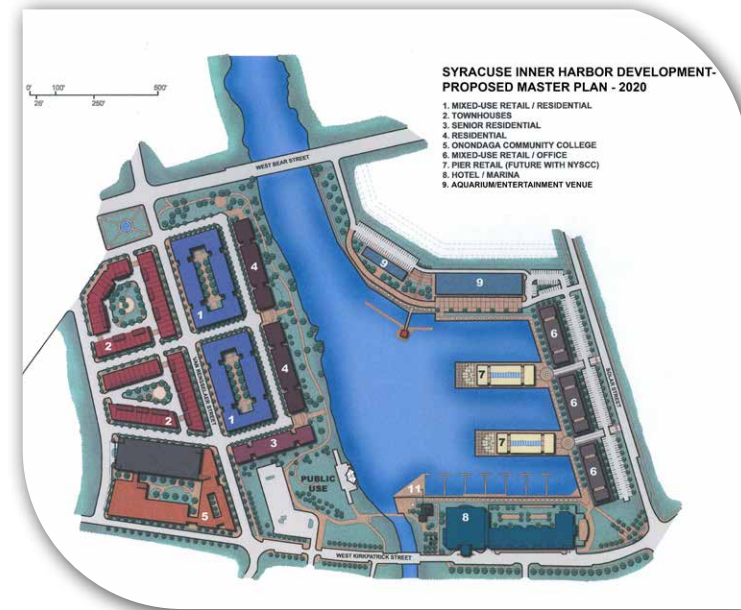 SYRACUSE INNER HARBOR DEVELOPMENT-
PROPOSED MASTER PLAN - 2020
1. MIXED-USE RETAIL / RESIDENTIAL
2. TOWNHOUSES
3. SENIOR RESIDENTIAL
4. RESIDENTIAL
5. ONONDAGA COMMUNITY COLLEGE
6. MIXED-USE RETAIL / OFFICE
7. PIER RETAIL (FUTURE WITH NYSCC)
8. HOTEL / MARINA
9. AQUARIUM/ENTERTAINMENT VENUE
0' 100' 500'
25' 250'
WEST BEAR STREET
9
9
4
1
6
2
7
4
SOLAR STREET
6
1
2
3
7
6
PUBLIC
USE
11
5
8
WEST KIRKPATRICK STREET